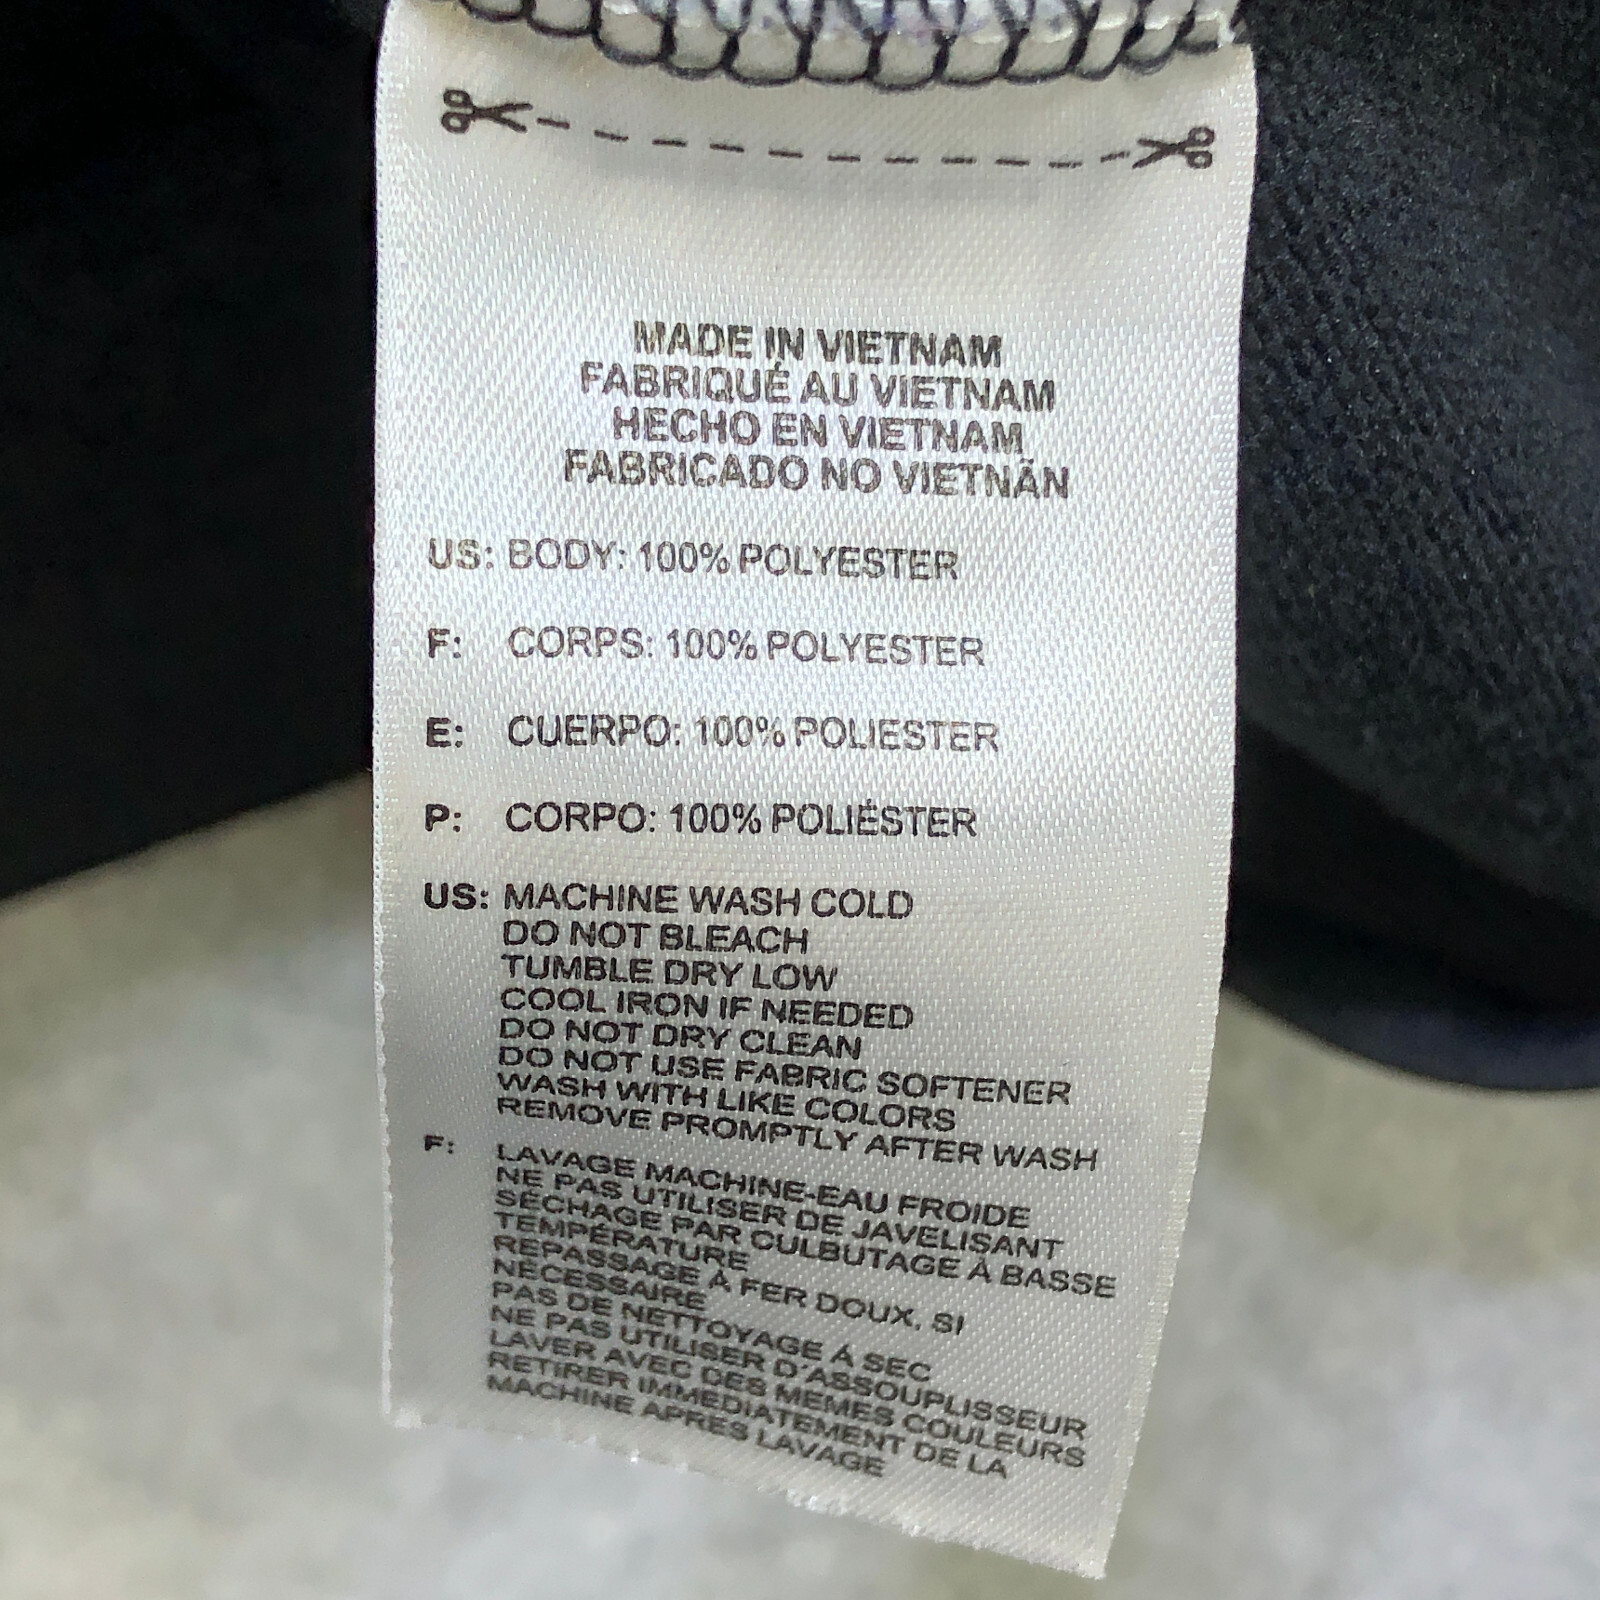 MADE IN VIETNAM
FABRIQUÉ AU VIETNAM
HECHO EN VIETNAM
FABRICADO NO VIETNÃN
US: BODY: 100% POLYESTER
F: CORPS: 100% POLYESTER
E: CUERPO: 100% POLIESTER
P: CORPO: 100% POLIÉSTER
US: MACHINE WASH COLD
DO NOT BLEACH
TUMBLE DRY LOW
COOL IRON IF NEEDED
DO NOT DRY CLEAN
DO NOT USE FABRIC SOFTENER
WASH WITH LIKE COLORS
REMOVE PROMPTLY AFTER WASH
F: LAVAGE MACHINE-EAU FROIDE
NE PAS UTILISER DE JAVELISANT
SÉCHAGE PAR CULBUTAGE À BASSE
TEMPÉRATURE
REPASSAGE À FER DOUX, SI
NÉCESSAIRE
PAS DE NETTOYAGE À SEC
NE PAS UTILISER D'ASSOUPLISSEUR
LAVER AVEC DES MEMES COULEURS
RETIRER IMMEDIATEMENT DE LA
MACHINE APRES LAVAGE